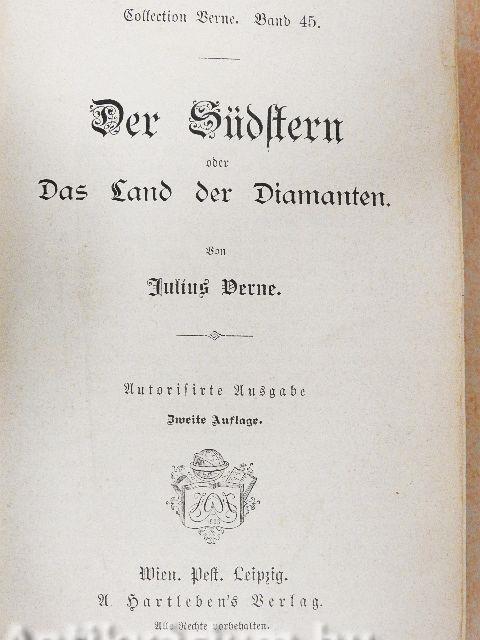 Collection Verne. Band 45.
Der Südstern
oder
Das Land der Diamanten.
Von
Julius Verne.
Autorisirte Ausgabe
Zweite Auflage.
Wien. Pest. Leipzig.
A. Hartleben's Verlag.
Alle Rechte vorbehalten.